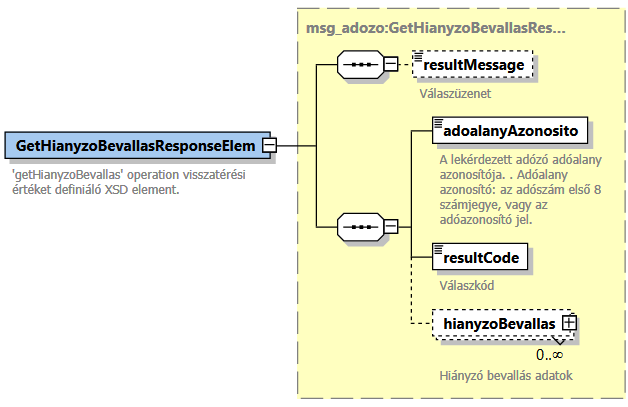 msg_adozo:GetHianyzoBevallasRes...
resultMessage
Válaszüzenet
GetHianyzoBevallasResponseElem
'getHianyzoBevallas' operation visszatérési
értéket definiáló XSD element.
adoalanyAzonosito
A lekérdezett adózó adóalany
azonosítója. . Adóalany
azonosító: az adószám első 8
számjegye, vagy az
adóazonosító jel.
resultCode
Válaszkód
hianyzoBevallas
0..∞
Hiányzó bevallás adatok